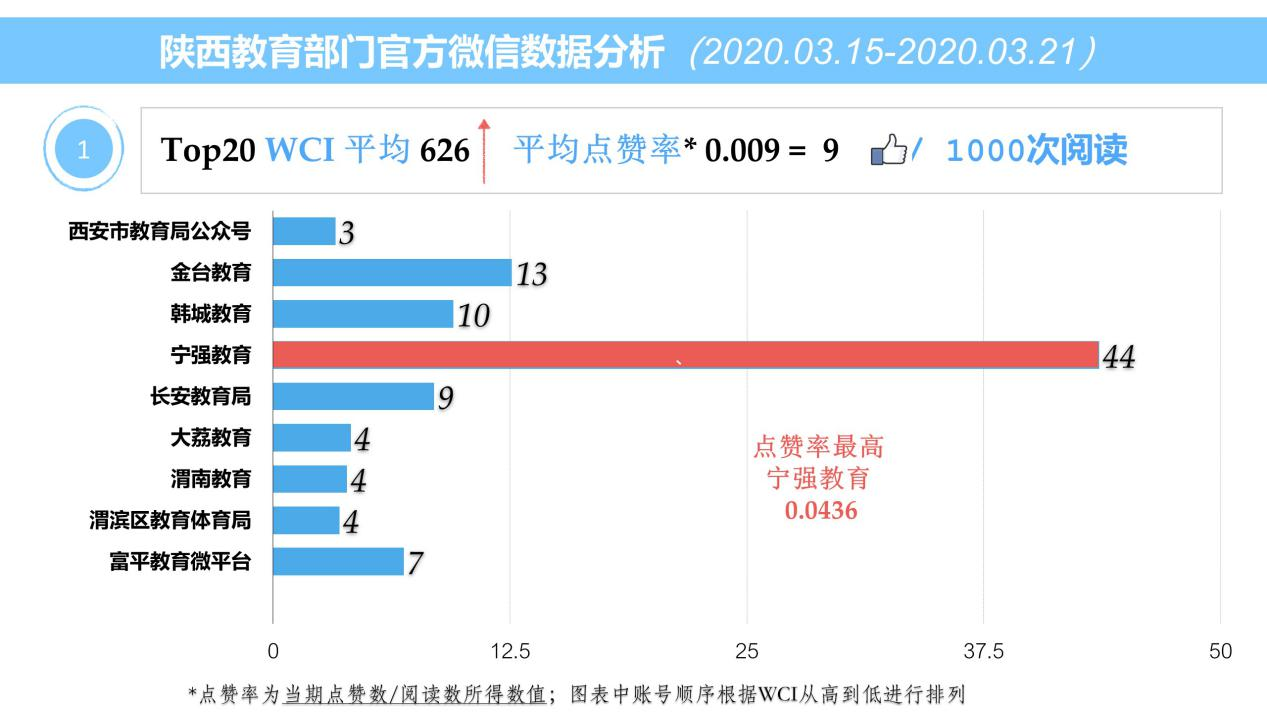 陕西教育部门官方微信数据分析（2020.03.15-2020.03.21）
1
Top20 WCI 平均 626 平均点赞率* 0.009 = 9 / 1000次阅读
西安市教育局公众号 3
金台教育 13
韩城教育 10
宁强教育 、 44
长安教育局 9
大荔教育 4
渭南教育 4
渭滨区教育体育局 4
富平教育微平台 7
点赞率最高
宁强教育
0.0436
0 12.5 25 37.5 50
*点赞率为当期点赞数/阅读数所得数值；图表中账号顺序根据WCI从高到低进行排列